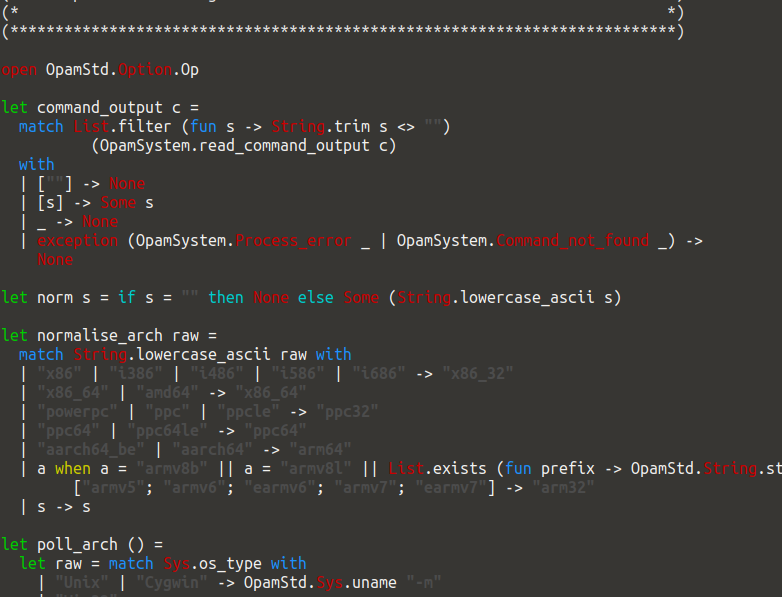 (* *)
(**************************************************************************)
open OpamStd.Option.Op
let command_output c =
match List.filter (fun s -> String.trim s <> "")
(OpamSystem.read_command_output c)
with
| [""] -> None
| [s] -> Some s
| _ -> None
| exception (OpamSystem.Process_error _ | OpamSystem.Command_not_found _) ->
None
let norm s = if s = "" then None else Some (String.lowercase_ascii s)
let normalise_arch raw =
match String.lowercase_ascii raw with
| "x86" | "i386" | "i486" | "i586" | "i686" -> "x86_32"
| "x86_64" | "amd64" -> "x86_64"
| "powerpc" | "ppc" | "ppcle" -> "ppc32"
| "ppc64" | "ppc64le" -> "ppc64"
| "aarch64_be" | "aarch64" -> "arm64"
| a when a = "armv8b" || a = "armv8l" || List.exists (fun prefix -> OpamStd.String.st
["armv5"; "armv6"; "earmv6"; "armv7"; "earmv7"] -> "arm32"
| s -> s
let poll_arch () =
let raw = match Sys.os_type with
| "Unix" | "Cygwin" -> OpamStd.Sys.uname "-m"